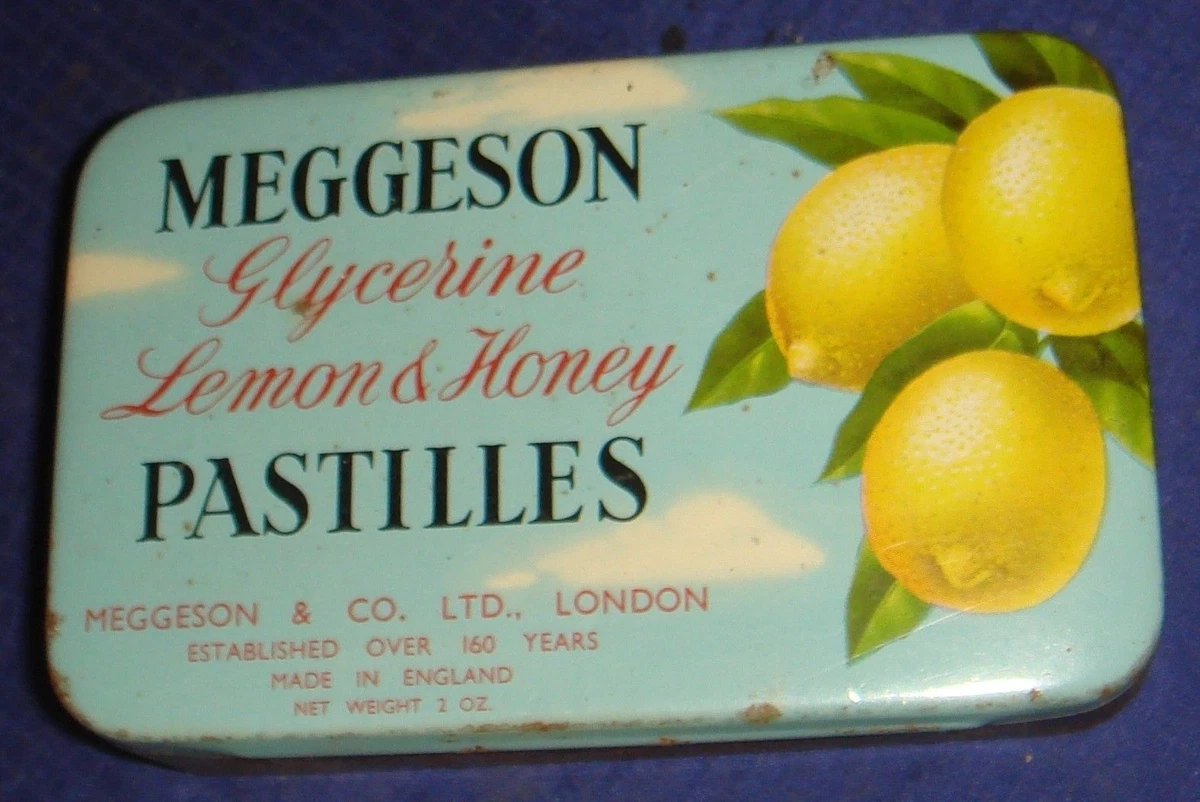 MEGGESON
Glycerine
Lemon & Honey
PASTILLES
MEGGESON & CO. LTD., LONDON
ESTABLISHED OVER 160 YEARS
MADE IN ENGLAND
NET WEIGHT 2 OZ.